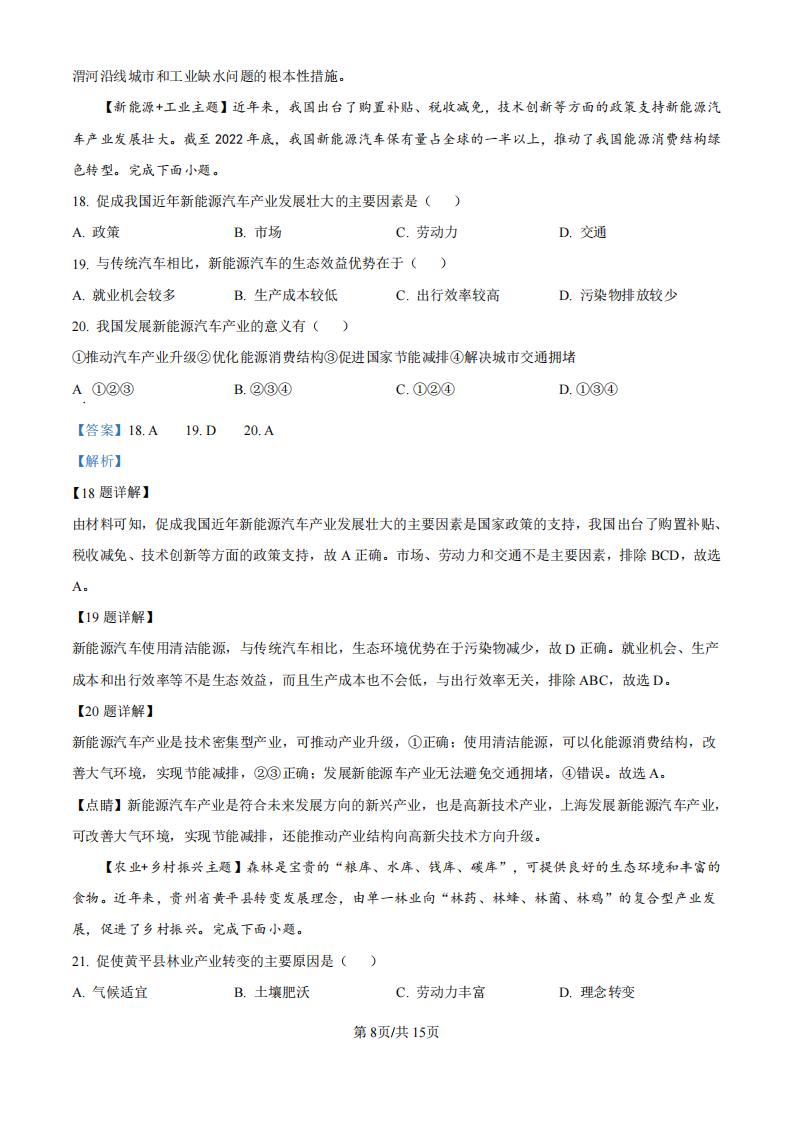 渭河沿线城市和工业缺水问题的根本性措施。
【新能源+工业主题】近年来，我国出台了购置补贴、税收减免，技术创新等方面的政策支持新能源汽
车产业发展壮大。截至 2022 年底，我国新能源汽车保有量占全球的一半以上，推动了我国能源消费结构绿
色转型。完成下面小题。
18. 促成我国近年新能源汽车产业发展壮大的主要因素是（ ）
A. 政策 B. 市场 C. 劳动力 D. 交通
19. 与传统汽车相比，新能源汽车的生态效益优势在于（ ）
A. 就业机会较多 B. 生产成本较低 C. 出行效率较高 D. 污染物排放较少
20. 我国发展新能源汽车产业的意义有（ ）
①推动汽车产业升级②优化能源消费结构③促进国家节能减排④解决城市交通拥堵
A. ①②③ B. ②③④ C. ①②④ D. ①③④
【答案】18. A 19. D 20. A
【解析】
【18 题详解】
由材料可知，促成我国近年新能源汽车产业发展壮大的主要因素是国家政策的支持，我国出台了购置补贴、
税收减免、技术创新等方面的政策支持，故 A 正确。市场、劳动力和交通不是主要因素，排除 BCD，故选
A。
【19 题详解】
新能源汽车使用清洁能源，与传统汽车相比，生态环境优势在于污染物减少，故 D 正确。就业机会、生产
成本和出行效率等不是生态效益，而且生产成本也不会低，与出行效率无关，排除 ABC，故选 D。
【20 题详解】
新能源汽车产业是技术密集型产业，可推动产业升级，①正确；使用清洁能源，可以化能源消费结构，改
善大气环境，实现节能减排，②③正确；发展新能源车产业无法避免交通拥堵，④错误。故选 A。
【点睛】新能源汽车产业是符合未来发展方向的新兴产业，也是高新技术产业，上海发展新能源汽车产业，
可改善大气环境，实现节能减排，还能推动产业结构向高新尖技术方向升级。
【农业+乡村振兴主题】森林是宝贵的“粮库、水库、钱库、碳库”，可提供良好的生态环境和丰富的
食物。近年来，贵州省黄平县转变发展理念，由单一林业向“林药、林蜂、林菌、林鸡”的复合型产业发
展，促进了乡村振兴。完成下面小题。
21. 促使黄平县林业产业转变的主要原因是（ ）
A. 气候适宜 B. 土壤肥沃 C. 劳动力丰富 D. 理念转变
第 8页/共 15页